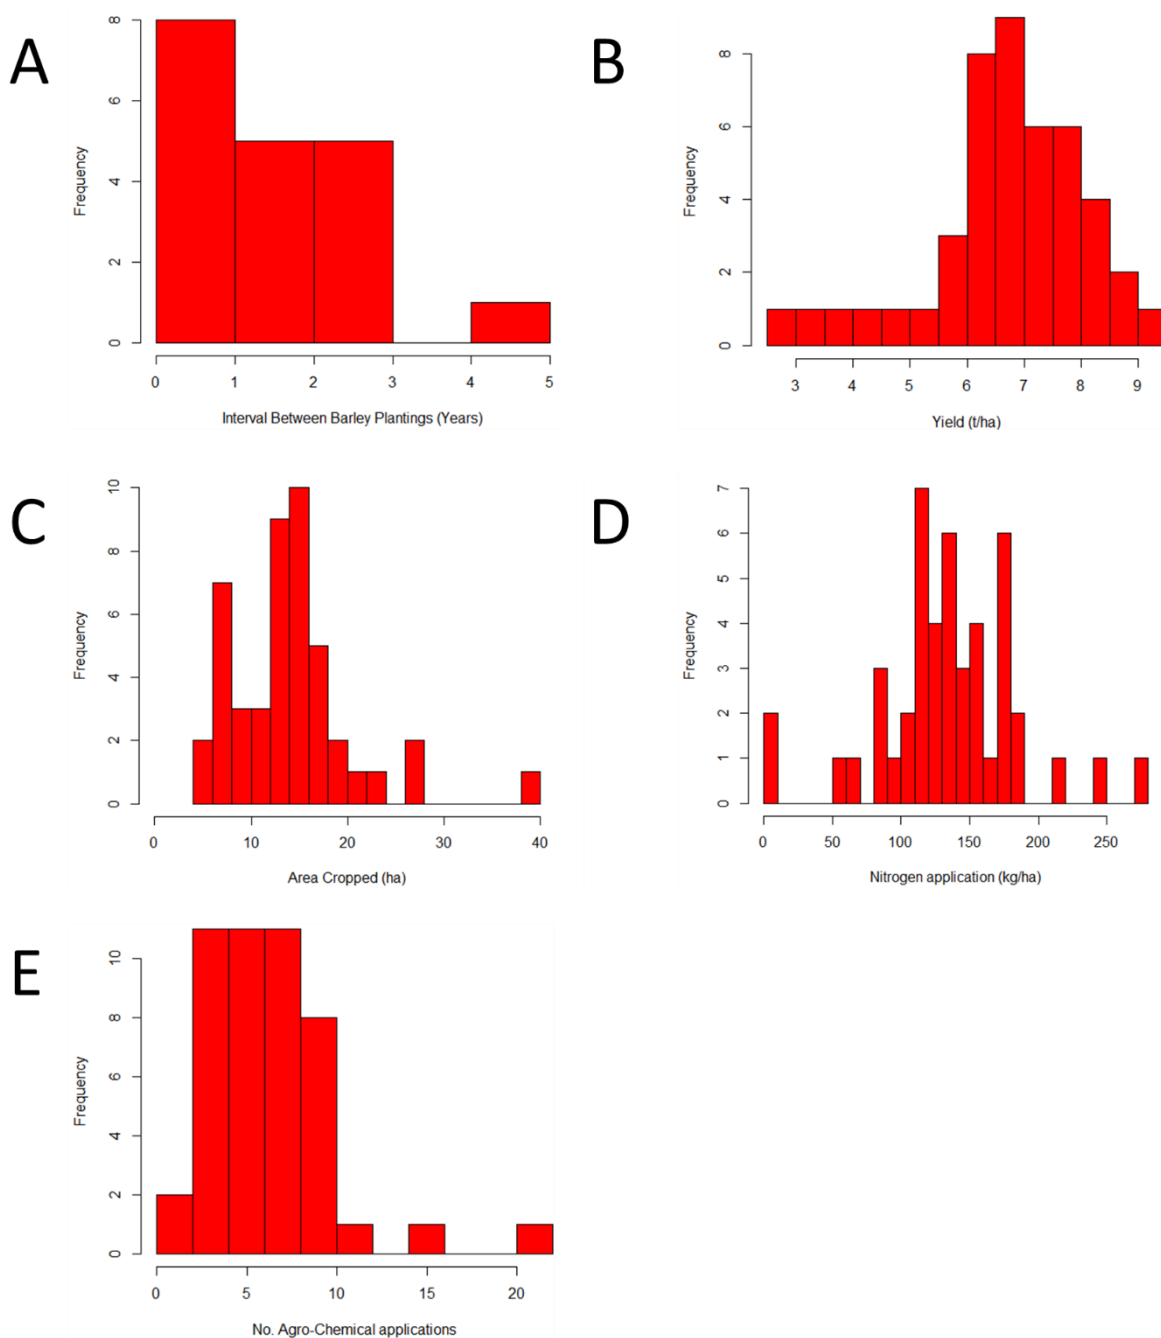 A
Frequency
0
2
4
6
8
0 1 2 3 4 5
Interval Between Barley Plantings (Years)
B
Frequency
0
2
4
6
8
3 4 5 6 7 8 9
Yield (t/ha)
C
Frequency
0
2
4
6
8
10
0 10 20 30 40
Area Cropped (ha)
D
Frequency
0
1
2
3
4
5
6
7
0 50 100 150 200 250
Nitrogen application (kg/ha)
E
Frequency
0
2
4
6
8
10
0 5 10 15 20
No. Agro-Chemical applications